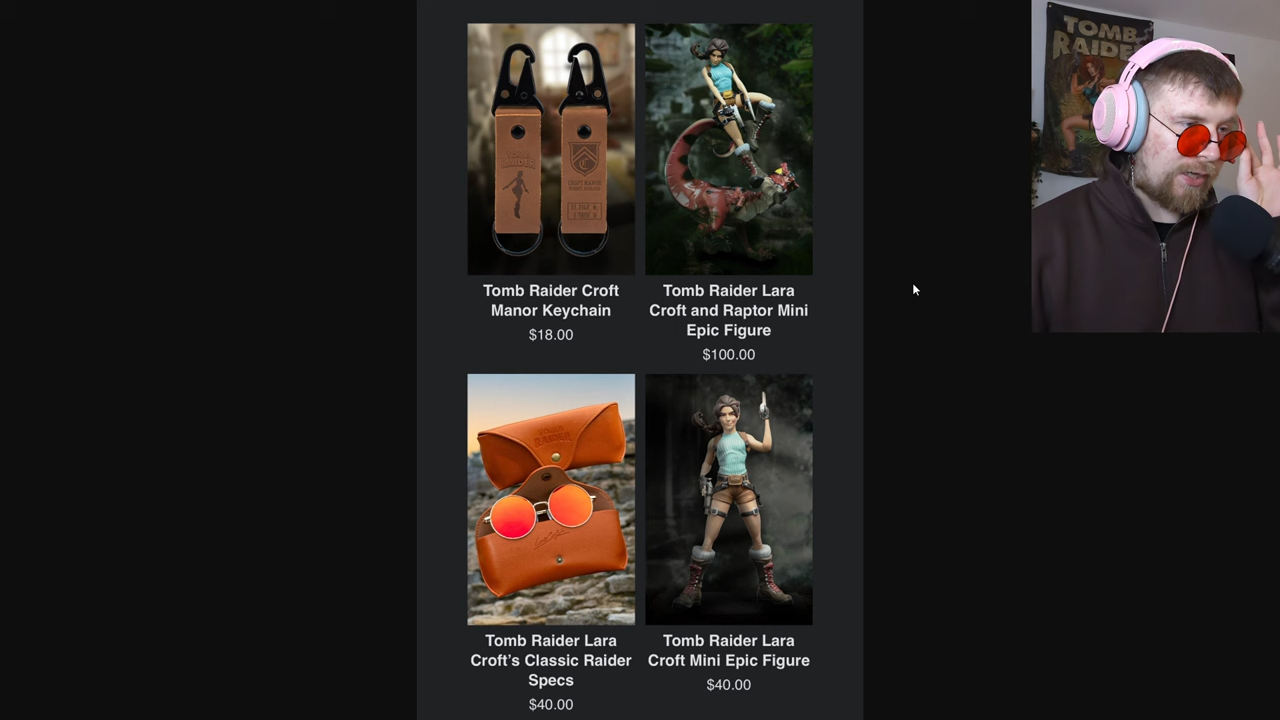 TOMB
RAIDER
Tomb Raider Croft
Manor Keychain
$18.00
Tomb Raider Lara
Croft and Raptor Mini
Epic Figure
$100.00
TOMB
RAIDER
Tomb Raider Lara
Croft's Classic Raider
Specs
$40.00
Tomb Raider Lara
Croft Mini Epic Figure
$40.00